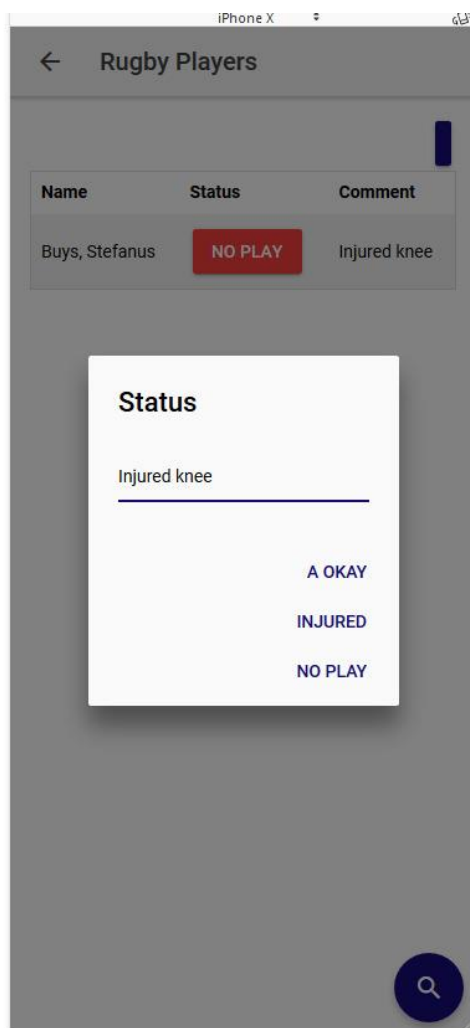 iPhone X
Rugby Players
Name Status Comment
Buys, Stefanus NO PLAY Injured knee
Status
Injured knee
A OKAY
INJURED
NO PLAY